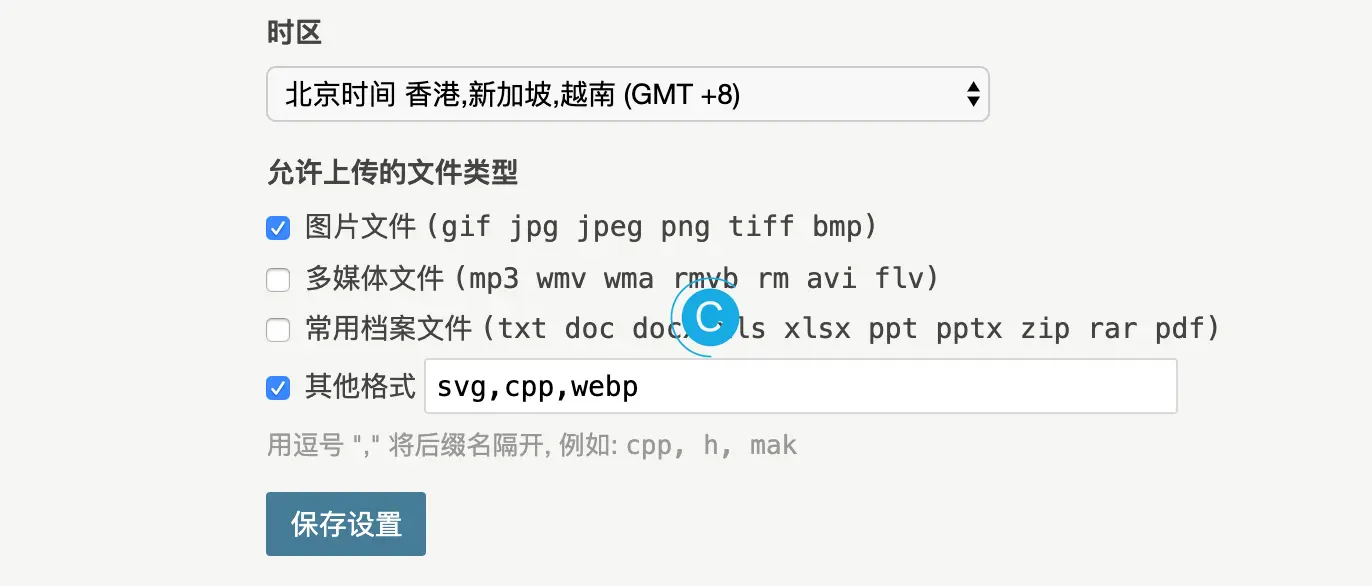 时区
北京时间 香港,新加坡,越南 (GMT +8)
允许上传的文件类型
图片文件 (gif jpg jpeg png tiff bmp)
多媒体文件 (mp3 wmv wma rmvb rm avi flv)
C
常用档案文件 (txt doc docx xls xlsx ppt pptx zip rar pdf)
其他格式 svg,cpp,webp
用逗号 "," 将后缀名隔开, 例如: cpp, h, mak
保存设置